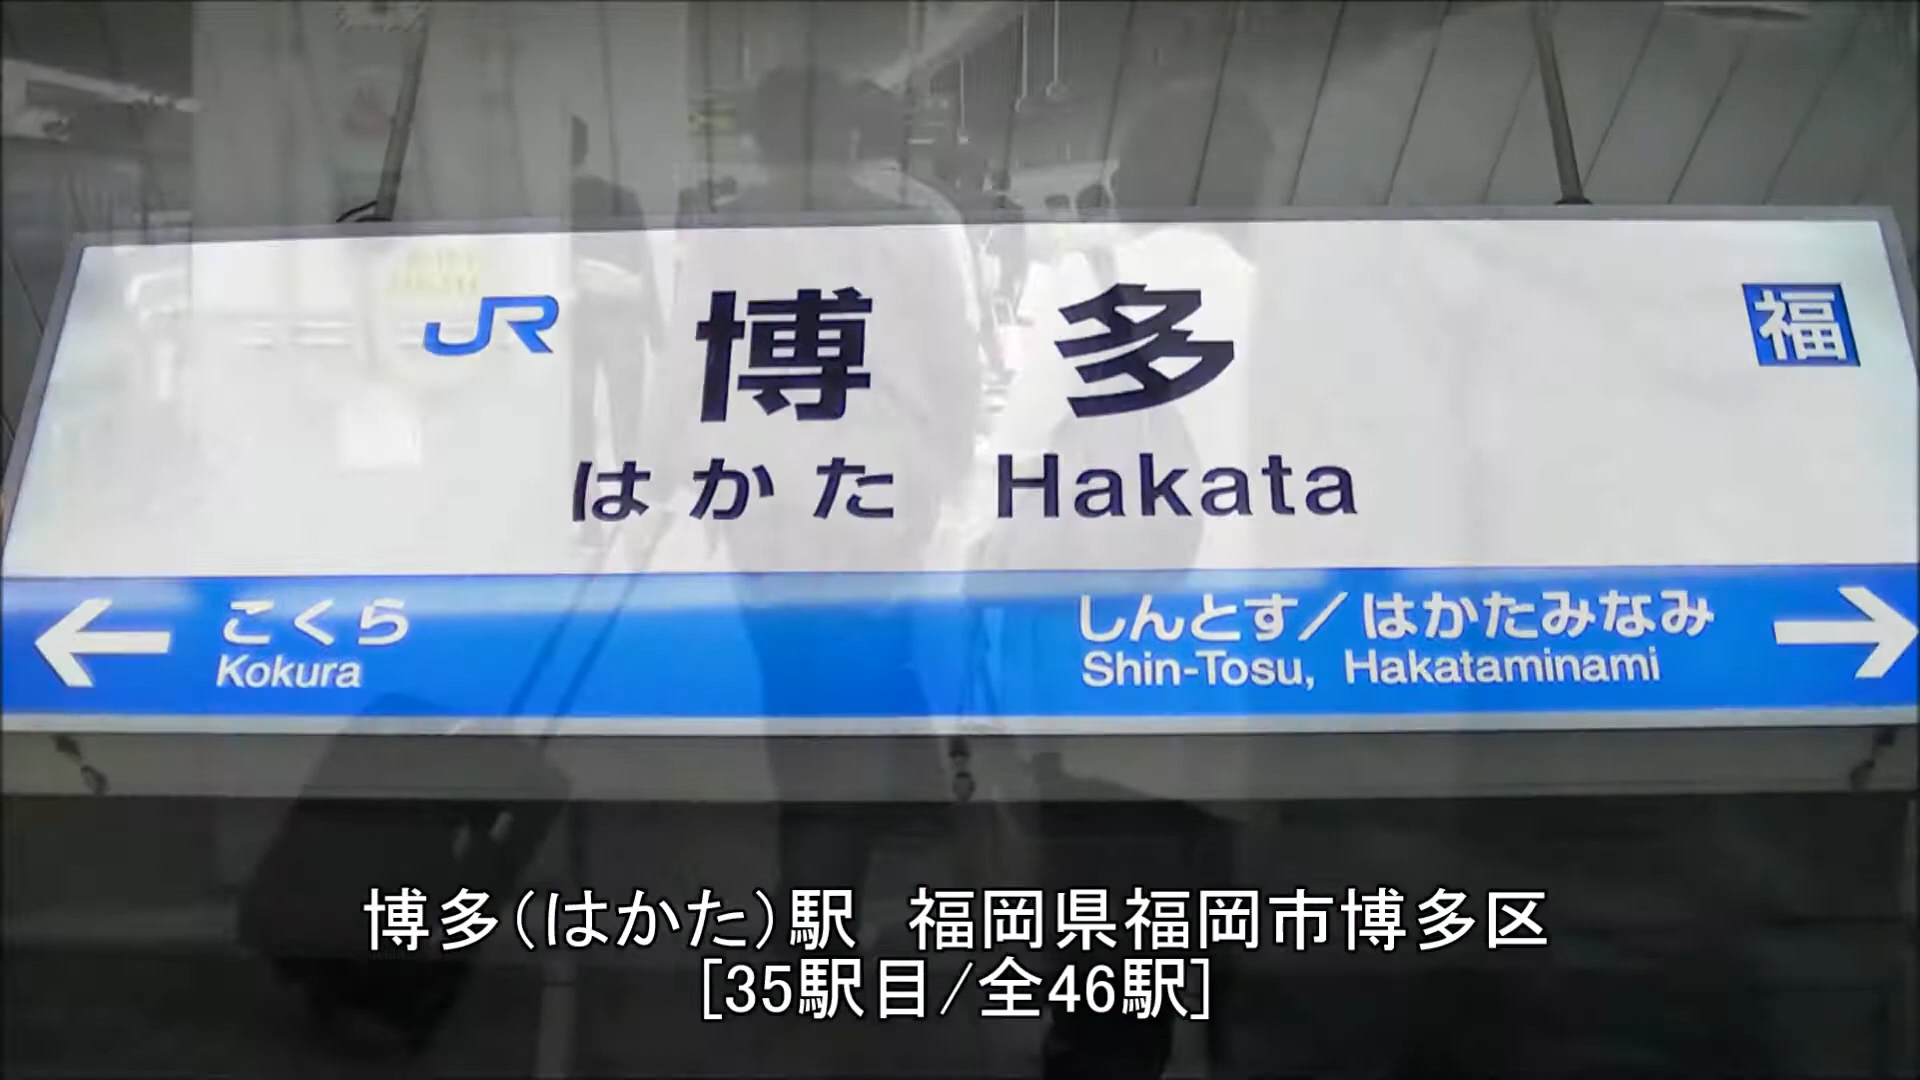 JR 博多 福
はかた Hakata
← こくら しんとす／はかたみなみ →
Kokura Shin-Tosu, Hakataminami
博多（はかた）駅 福岡県福岡市博多区
[35駅目/全46駅]